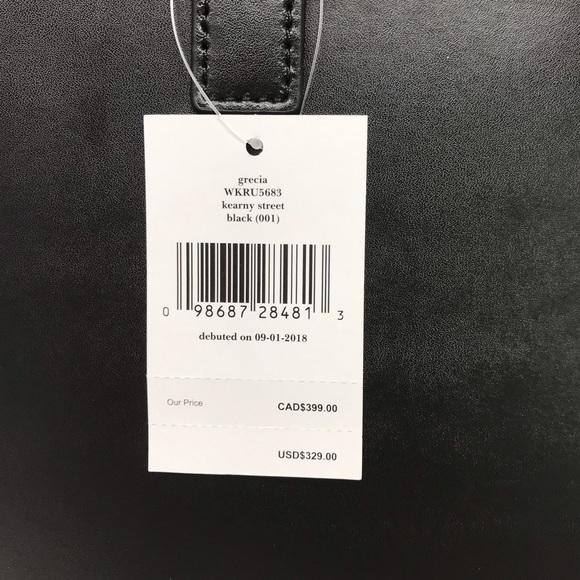 grecia
WKRU5683
kearny street
black (001)
0 98687 28481 3
debuted on 09-01-2018
Our Price CAD$399.00
USD$329.00